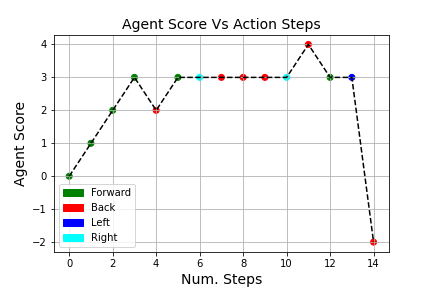 Agent Score Vs Action Steps
4
3
2
1
0
−1
−2
Agent Score
Forward
Back
Left
Right
0 2 4 6 8 10 12 14
Num. Steps